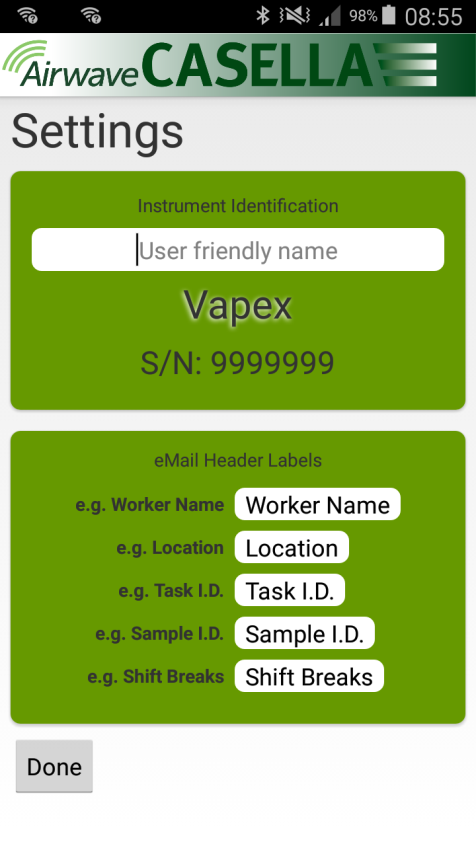 98% 08:55
Airwave CASELLA
Settings
Instrument Identification
User friendly name
Vapex
S/N: 9999999
eMail Header Labels
e.g. Worker Name Worker Name
e.g. Location Location
e.g. Task I.D. Task I.D.
e.g. Sample I.D. Sample I.D.
e.g. Shift Breaks Shift Breaks
Done